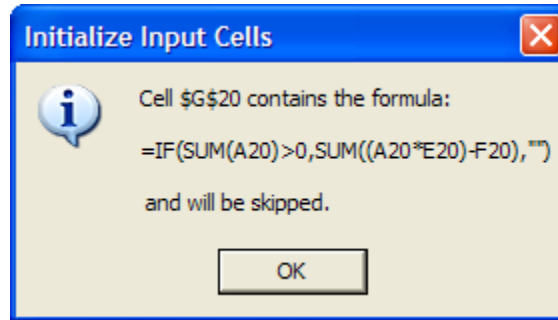 Initialize Input Cells
Cell $G$20 contains the formula:
=IF(SUM(A20)>0,SUM((A20*E20)-F20),"")
and will be skipped.
OK